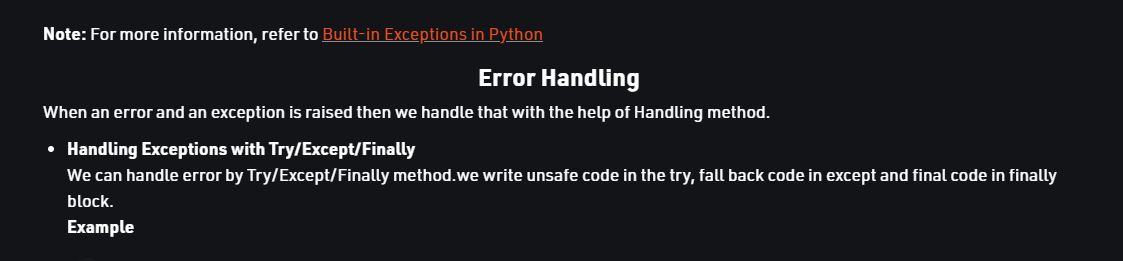 Note: For more information, refer to Built-in Exceptions in Python
Error Handling
When an error and an exception is raised then we handle that with the help of Handling method.
• Handling Exceptions with Try/Except/Finally
We can handle error by Try/Except/Finally method.we write unsafe code in the try, fall back code in except and final code in finally
block.
Example